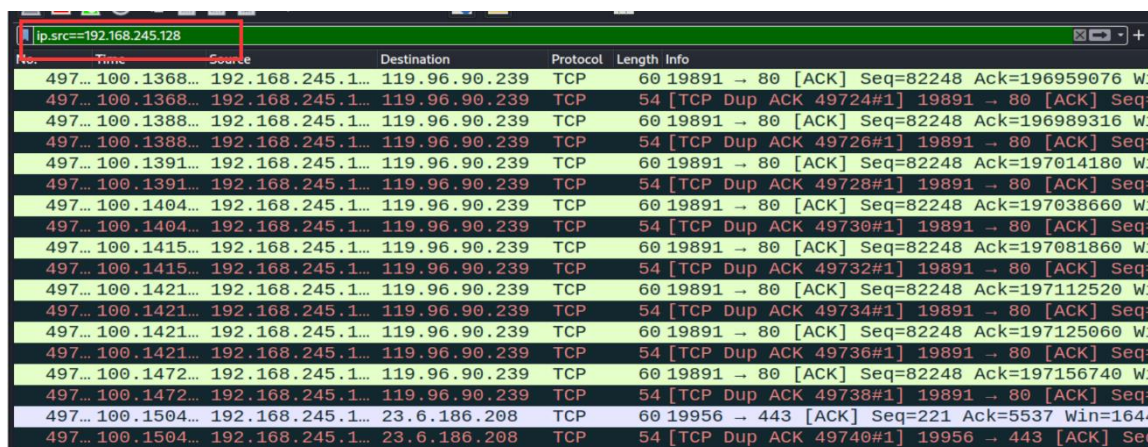 ip.src==192.168.245.128
No. Time Source Destination Protocol Length Info
497… 100.1368… 192.168.245.1… 119.96.90.239 TCP 60 19891 → 80 [ACK] Seq=82248 Ack=196959076 Wi
497… 100.1368… 192.168.245.1… 119.96.90.239 TCP 54 [TCP Dup ACK 49724#1] 19891 → 80 [ACK] Seq=
497… 100.1388… 192.168.245.1… 119.96.90.239 TCP 60 19891 → 80 [ACK] Seq=82248 Ack=196989316 Wi
497… 100.1388… 192.168.245.1… 119.96.90.239 TCP 54 [TCP Dup ACK 49726#1] 19891 → 80 [ACK] Seq=
497… 100.1391… 192.168.245.1… 119.96.90.239 TCP 60 19891 → 80 [ACK] Seq=82248 Ack=197014180 Wi
497… 100.1391… 192.168.245.1… 119.96.90.239 TCP 54 [TCP Dup ACK 49728#1] 19891 → 80 [ACK] Seq=
497… 100.1404… 192.168.245.1… 119.96.90.239 TCP 60 19891 → 80 [ACK] Seq=82248 Ack=197038660 Wi
497… 100.1404… 192.168.245.1… 119.96.90.239 TCP 54 [TCP Dup ACK 49730#1] 19891 → 80 [ACK] Seq=
497… 100.1415… 192.168.245.1… 119.96.90.239 TCP 60 19891 → 80 [ACK] Seq=82248 Ack=197081860 Wi
497… 100.1415… 192.168.245.1… 119.96.90.239 TCP 54 [TCP Dup ACK 49732#1] 19891 → 80 [ACK] Seq=
497… 100.1421… 192.168.245.1… 119.96.90.239 TCP 60 19891 → 80 [ACK] Seq=82248 Ack=197112520 Wi
497… 100.1421… 192.168.245.1… 119.96.90.239 TCP 54 [TCP Dup ACK 49734#1] 19891 → 80 [ACK] Seq=
497… 100.1421… 192.168.245.1… 119.96.90.239 TCP 60 19891 → 80 [ACK] Seq=82248 Ack=197125060 Wi
497… 100.1421… 192.168.245.1… 119.96.90.239 TCP 54 [TCP Dup ACK 49736#1] 19891 → 80 [ACK] Seq=
497… 100.1472… 192.168.245.1… 119.96.90.239 TCP 60 19891 → 80 [ACK] Seq=82248 Ack=197156740 Wi
497… 100.1472… 192.168.245.1… 119.96.90.239 TCP 54 [TCP Dup ACK 49738#1] 19891 → 80 [ACK] Seq=
497… 100.1504… 192.168.245.1… 23.6.186.208 TCP 60 19956 → 443 [ACK] Seq=221 Ack=5537 Win=164
497… 100.1504… 192.168.245.1… 23.6.186.208 TCP 54 [TCP Dup ACK 49740#1] 19956 → 443 [ACK] Se